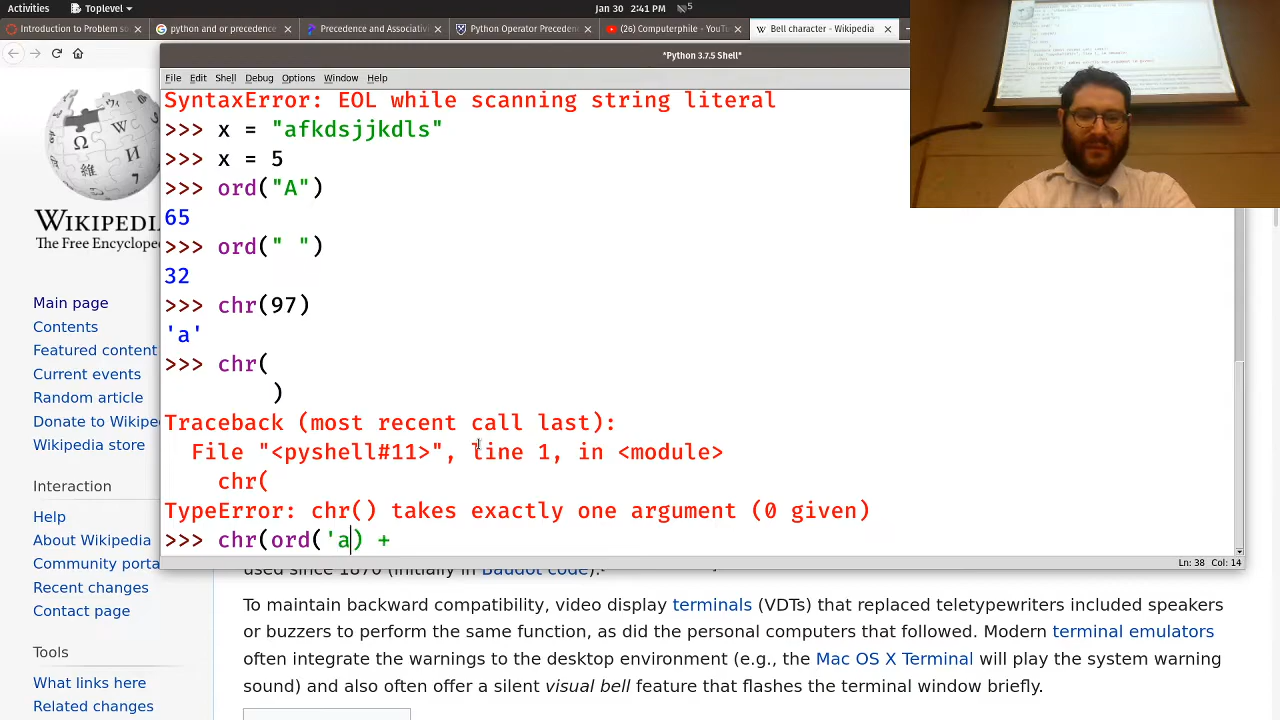 Activities
Toplevel
Jan 30 2:41 PM
Introduction to Problem s
python and operator
and Associati
Python Operator Preceden
(26) Computerphile - YouTu
Bell character - Wikipedia
*Python 3.7.5 Shell*
File Edit Shell Debug Options Window Help
SyntaxError: EOL while scanning string literal
>>> x = "afkdsjjkdls"
>>> x = 5
>>> ord("A")
65
>>> ord(" ")
32
>>> chr(97)
'a'
>>> chr(
)
Traceback (most recent call last):
File "<pyshell#11>", line 1, in <module>
chr(
TypeError: chr() takes exactly one argument (0 given)
>>> chr(ord('a) +
Ln: 38 Col: 14
WIKIPEDIA
The Free Encyclope
Main page
Contents
Featured content
Current events
Random article
Donate to Wikipe
Wikipedia store
Help
About Wikipedia
Community porta
Recent changes
Contact page
Tools
What links here
Related changes
used since 1870 (initially in Baudot code).
To maintain backward compatibility, video display terminals (VDTs) that replaced teletypewriters included speakers
or buzzers to perform the same function, as did the personal computers that followed. Modern terminal emulators
often integrate the warnings to the desktop environment (e.g., the Mac OS X Terminal will play the system warning
sound) and also often offer a silent visual bell feature that flashes the terminal window briefly.